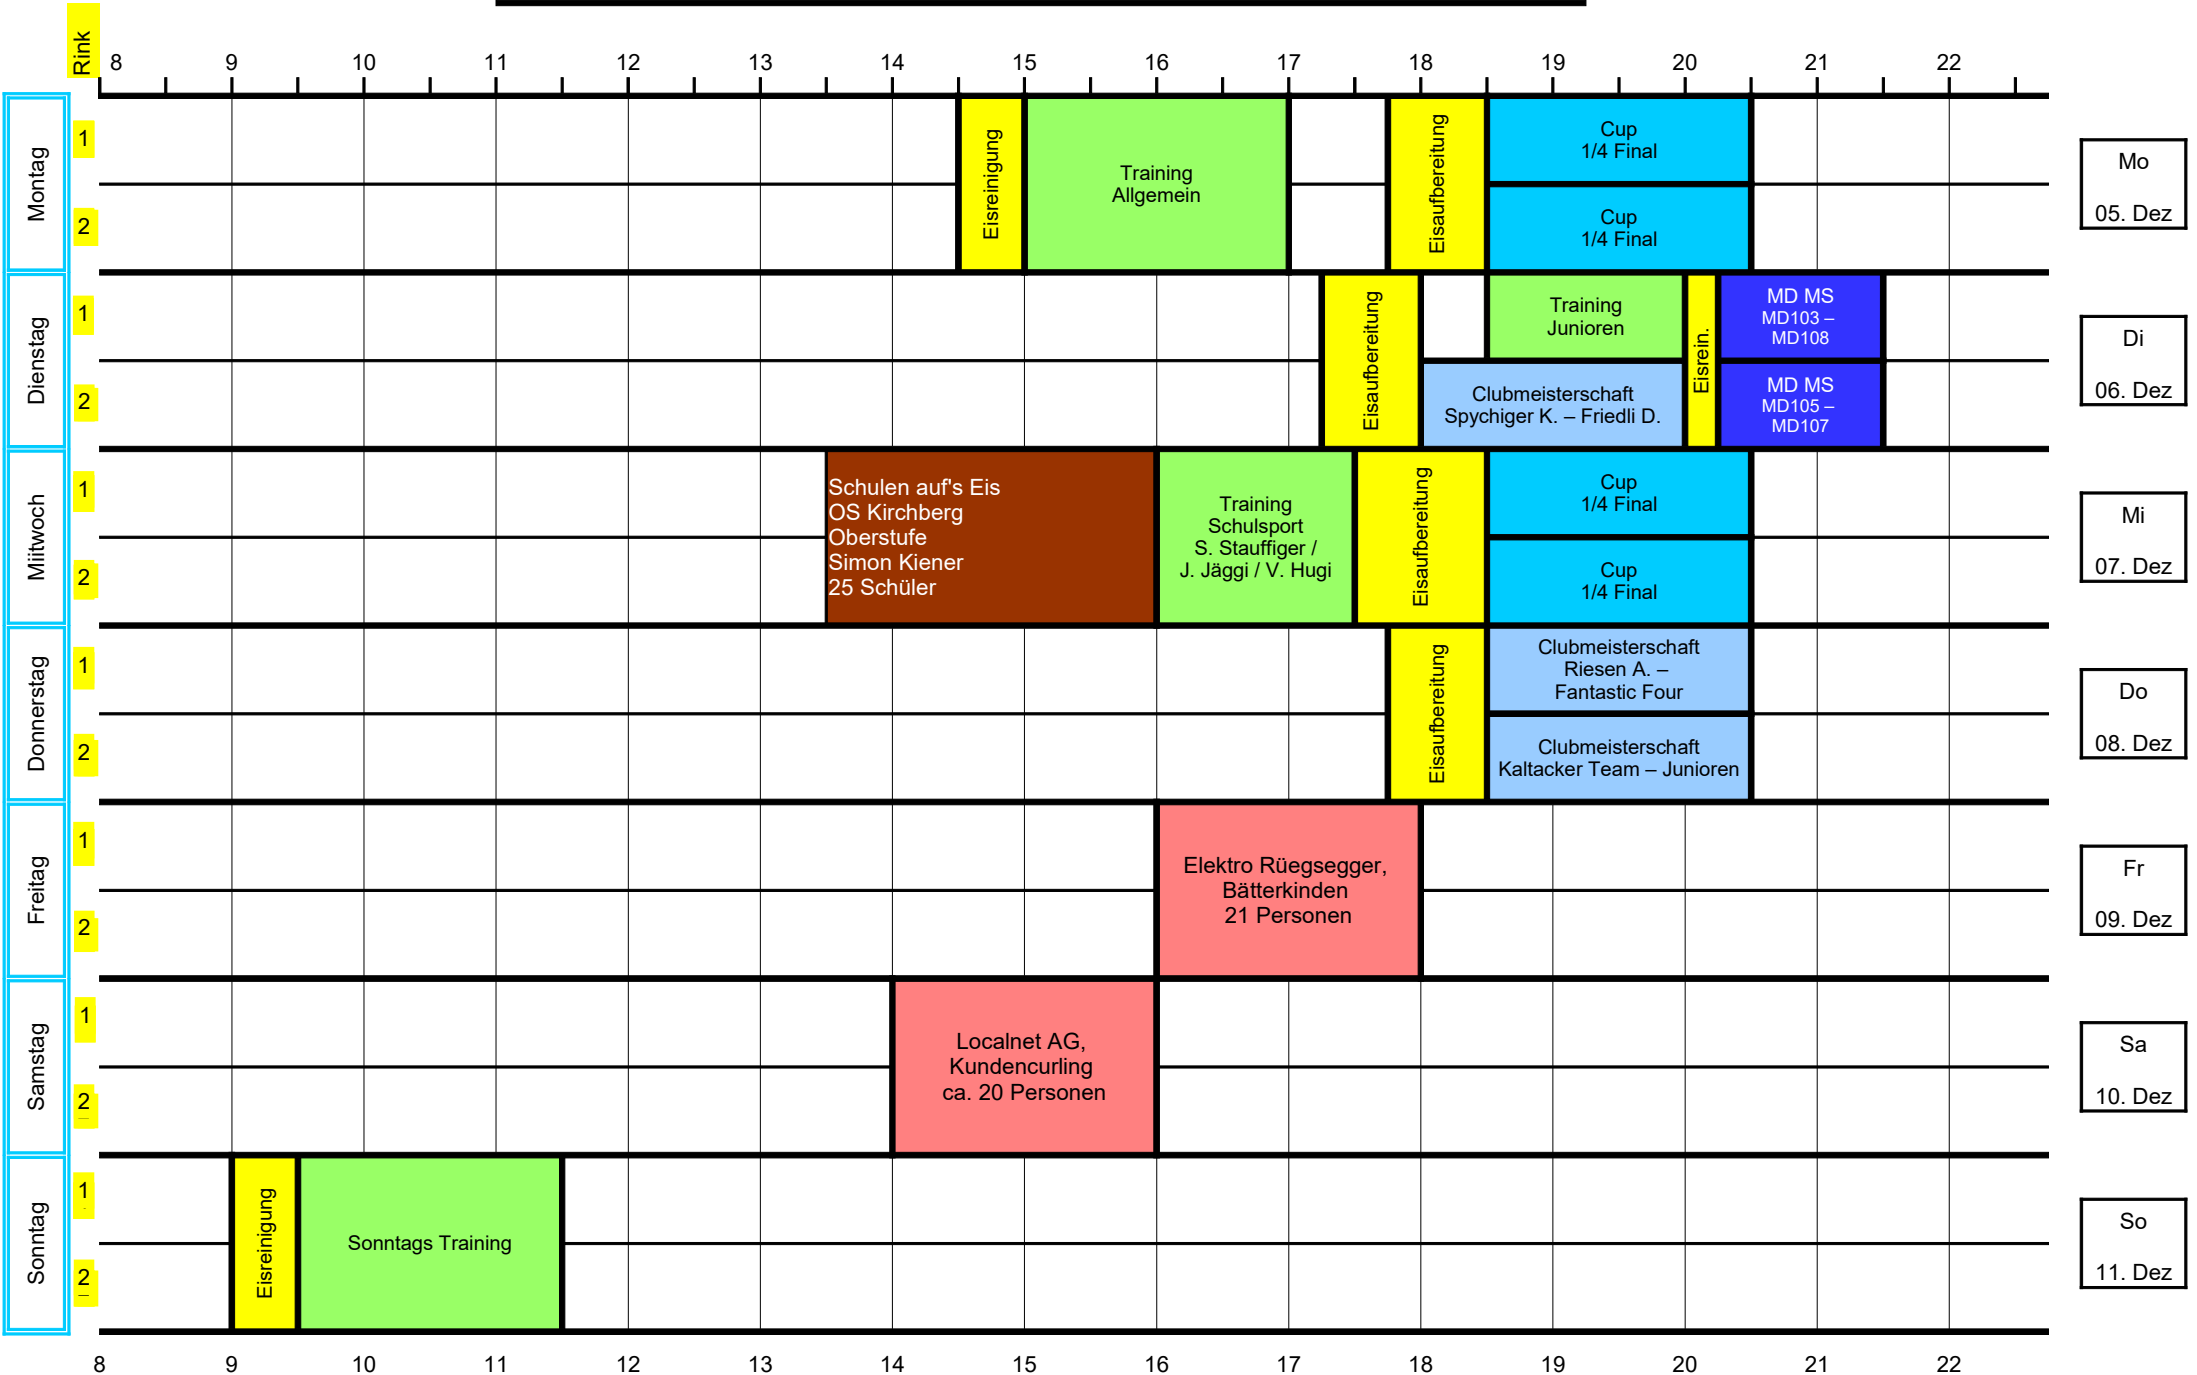 Rink
8 9 10 11 12 13 14 15 16 17 18 19 20 21 22
Montag
1
2
Eisreinigung
Training
Allgemein
Eisaufbereitung
Cup
1/4 Final
Cup
1/4 Final
Mo
05. Dez
Dienstag
1
2
Eisaufbereitung
Training
Junioren
Clubmeisterschaft
Spychiger K. – Friedli D.
Eisrein.
MD MS
MD103 –
MD108
MD MS
MD105 –
MD107
Di
06. Dez
Miitwoch
1
2
Schulen auf's Eis
OS Kirchberg
Oberstufe
Simon Kiener
25 Schüler
Training
Schulsport
S. Stauffiger /
J. Jäggi / V. Hugi
Eisaufbereitung
Cup
1/4 Final
Cup
1/4 Final
Mi
07. Dez
Donnerstag
1
2
Eisaufbereitung
Clubmeisterschaft
Riesen A. –
Fantastic Four
Clubmeisterschaft
Kaltacker Team – Junioren
Do
08. Dez
Freitag
1
2
Elektro Rüegsegger,
Bätterkinden
21 Personen
Fr
09. Dez
Samstag
1
2
Localnet AG,
Kundencurling
ca. 20 Personen
Sa
10. Dez
Sonntag
1
2
Eisreinigung
Sonntags Training
So
11. Dez
8 9 10 11 12 13 14 15 16 17 18 19 20 21 22